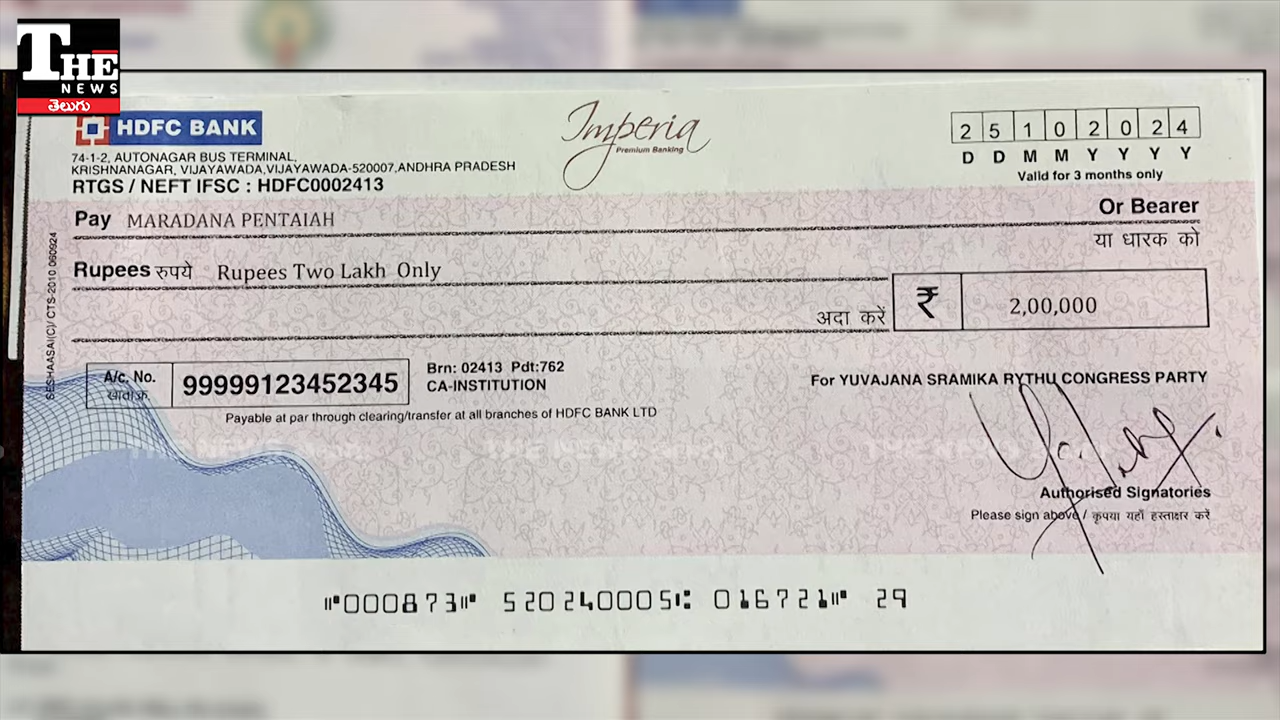 THE
NEWS
తెలుగు
HDFC BANK
Imperia
Premium Banking
2 5 1 0 2 0 2 4
D D M M Y Y Y Y
Valid for 3 months only
74-1-2, AUTONAGAR BUS TERMINAL,
KRISHNANAGAR, VIJAYAWADA,VIJAYAWADA-520007,ANDHRA PRADESH
RTGS / NEFT IFSC : HDFC0002413
Pay MARADANA PENTAIAH
Or Bearer
या धारक को
Rupees रुपये Rupees Two Lakh Only
अदा करें
₹ 2,00,000
SESHAASAI(C)/ CTS-2010 060924
A/c. No.
खाता क्र.
99999123452345
Brn: 02413 Pdt:762
CA-INSTITUTION
For YUVAJANA SRAMIKA RYTHU CONGRESS PARTY
Payable at par through clearing/transfer at all branches of HDFC BANK LTD
Authorised Signatories
Please sign above / कृपया यहाँ हस्ताक्षर करें
⑈000873⑈ 520240005⑆ 016721⑈ 29